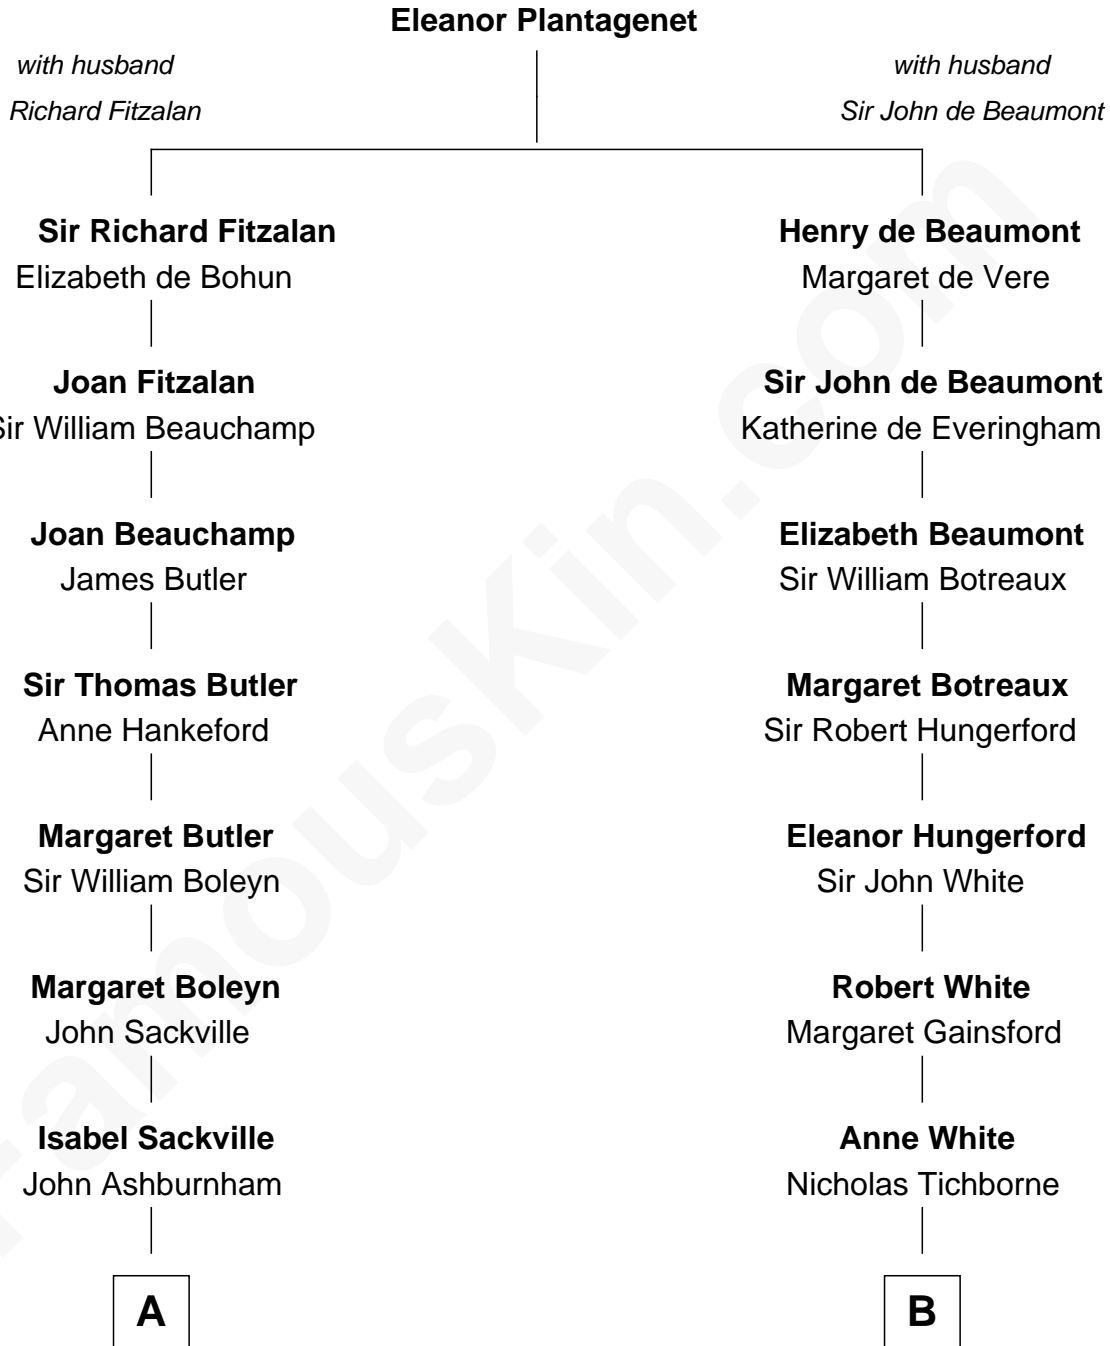 Eleanor Plantagenet
with husband
Richard Fitzalan
with husband
Sir John de Beaumont
Sir Richard Fitzalan
Elizabeth de Bohun
Henry de Beaumont
Margaret de Vere
Joan Fitzalan
Sir William Beauchamp
Sir John de Beaumont
Katherine de Everingham
Joan Beauchamp
James Butler
Elizabeth Beaumont
Sir William Botreaux
Sir Thomas Butler
Anne Hankeford
Margaret Botreaux
Sir Robert Hungerford
Margaret Butler
Sir William Boleyn
Eleanor Hungerford
Sir John White
Margaret Boleyn
John Sackville
Robert White
Margaret Gainsford
Isabel Sackville
John Ashburnham
Anne White
Nicholas Tichborne
A
B
FamousKin.com